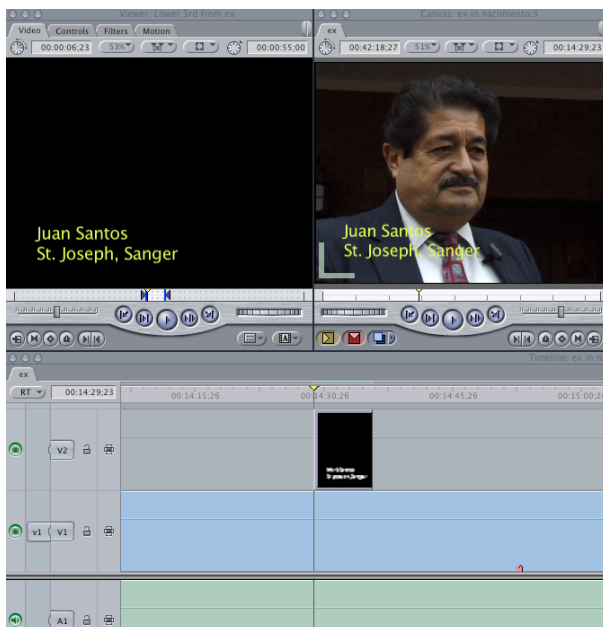 Viewer: Lower 3rd from ex
Canvas: ex in nacimiento.3
Video Controls Filters Motion
ex
00:00:06;23 53% 00:00:55;00
00:42:18;27 51% 00:14:29;23
Juan Santos
St. Joseph, Sanger
Juan Santos
St. Joseph, Sanger
A
Timeline: ex in n
ex
RT 00:14:29;23
00:14:15;26 00:14:30;26 00:14:45;26 00:15:00;2
V2
v1 V1
A1